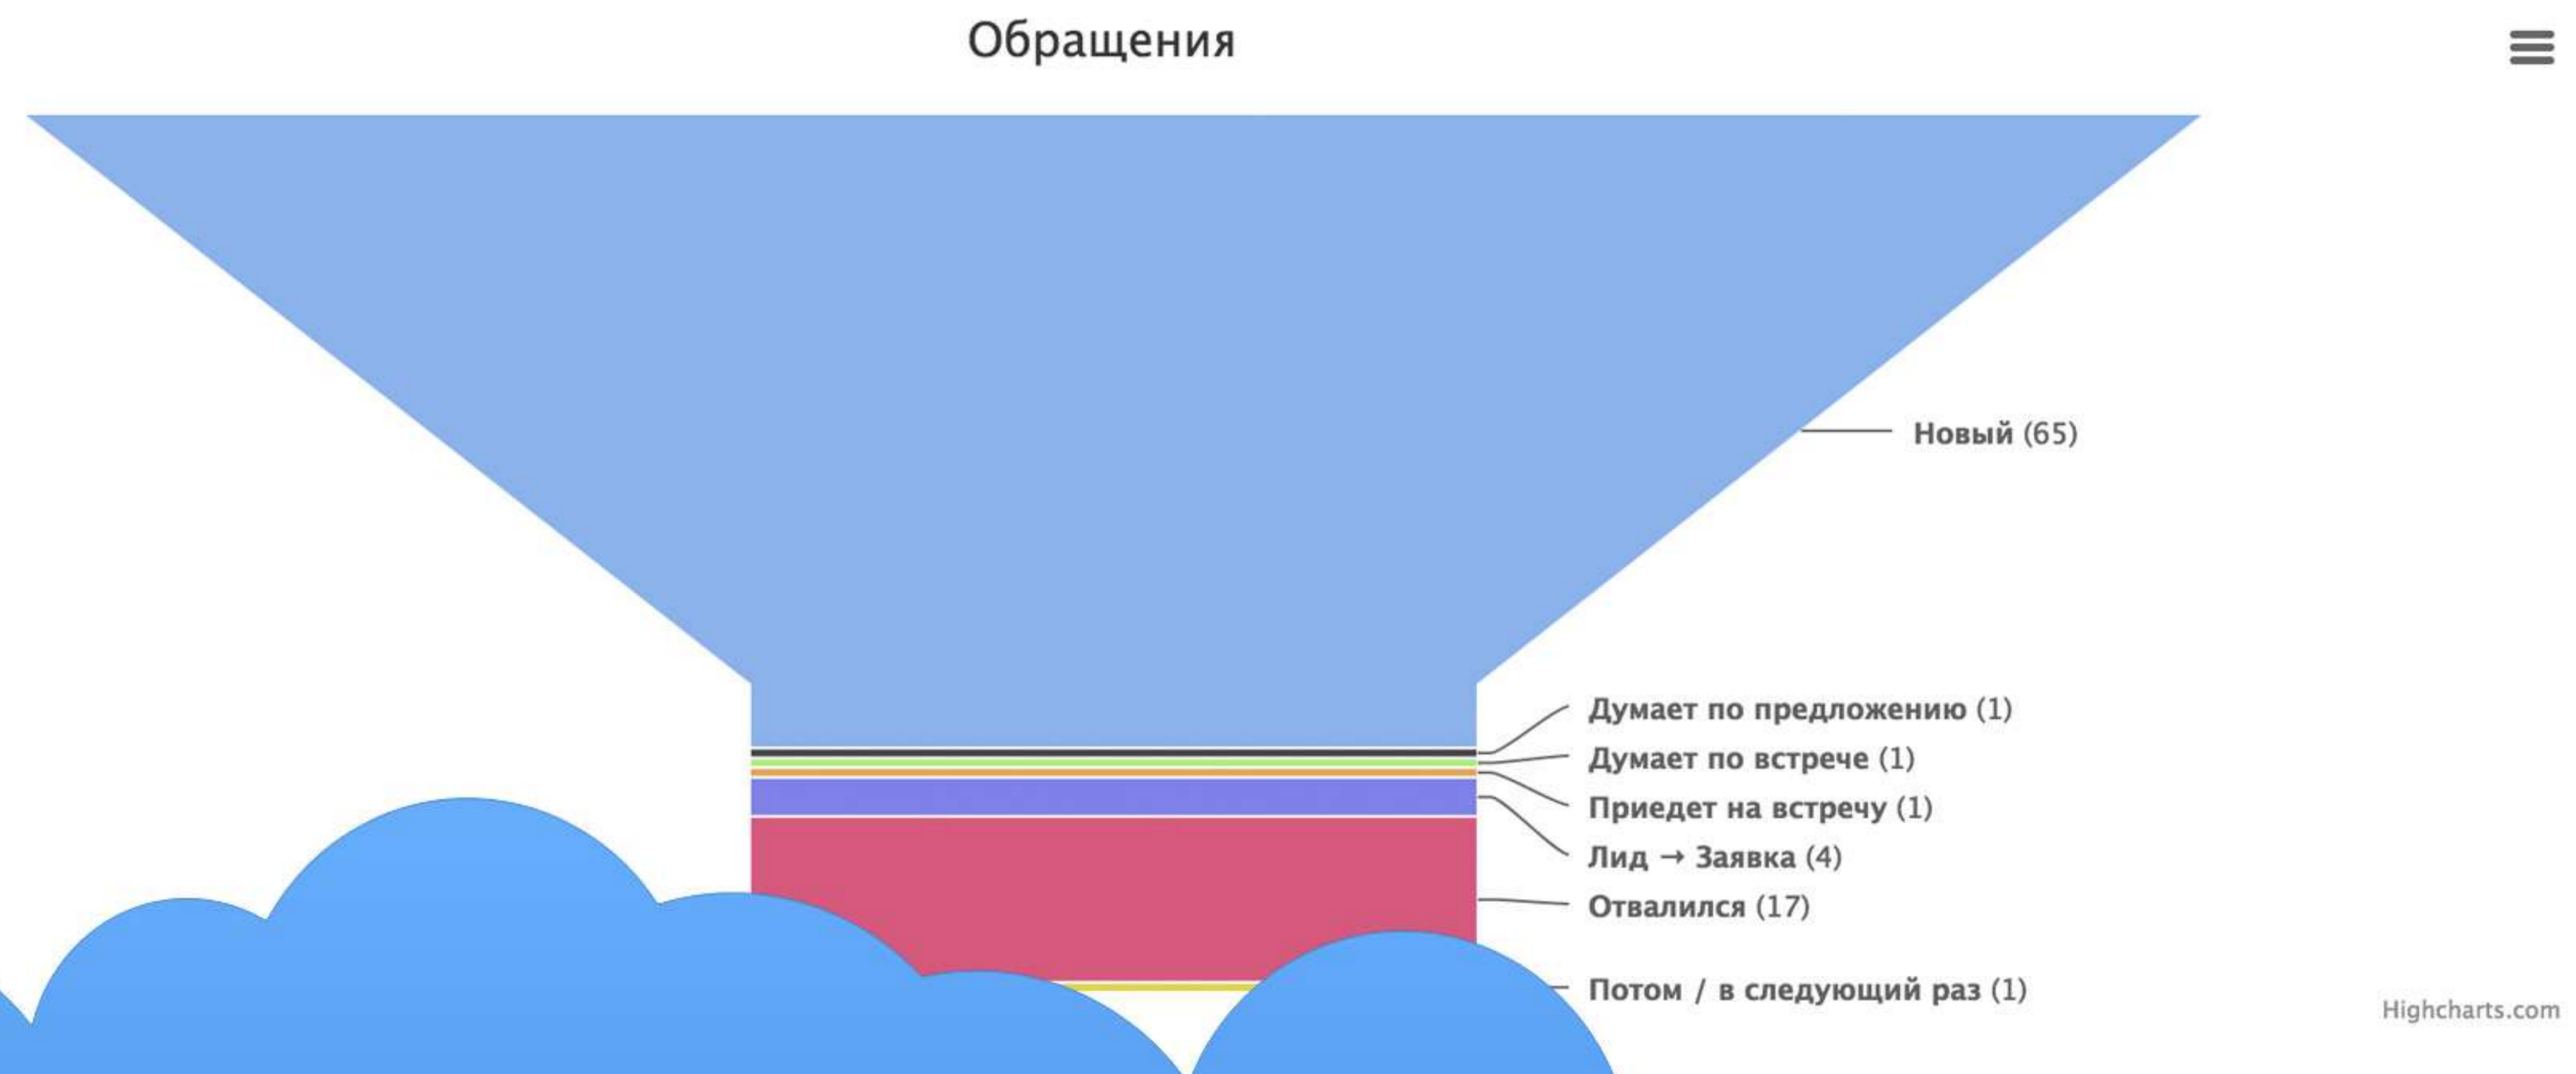 Обращения
Новый (65)
Думает по предложению (1)
Думает по встрече (1)
Приедет на встречу (1)
Лид → Заявка (4)
Отвалился (17)
Потом / в следующий раз (1)
Highcharts.com